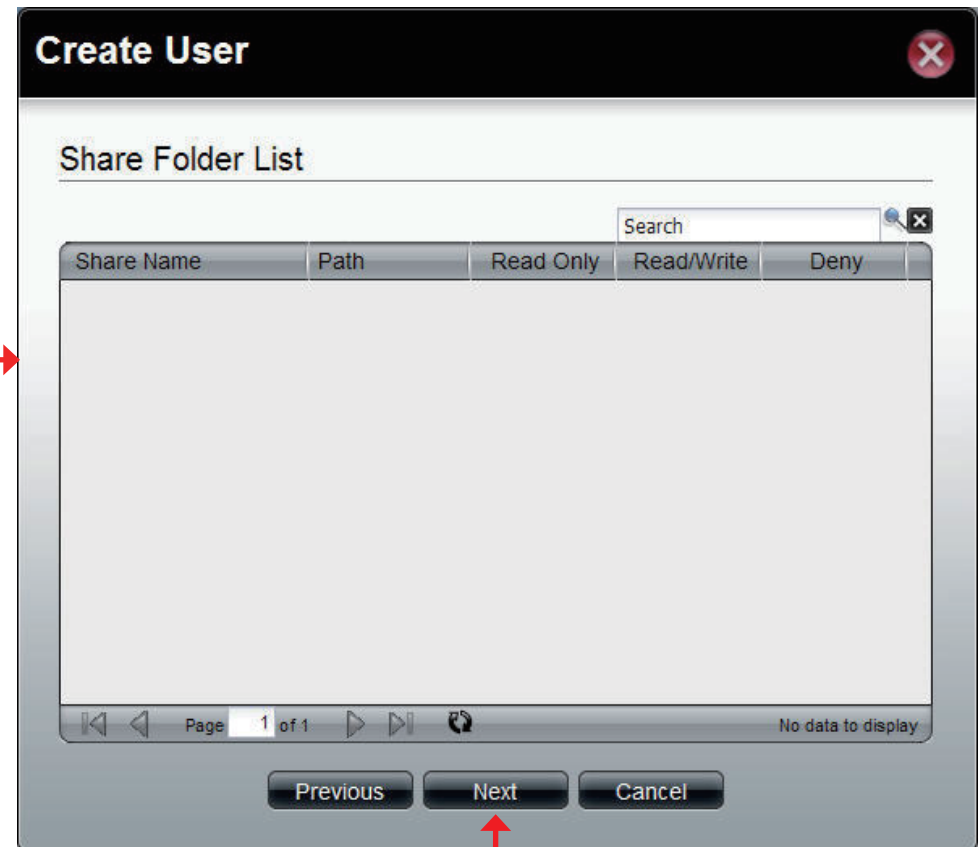 Create User
Share Folder List
Search
Share Name Path Read Only Read/Write Deny
Page 1 of 1 No data to display
Previous Next Cancel